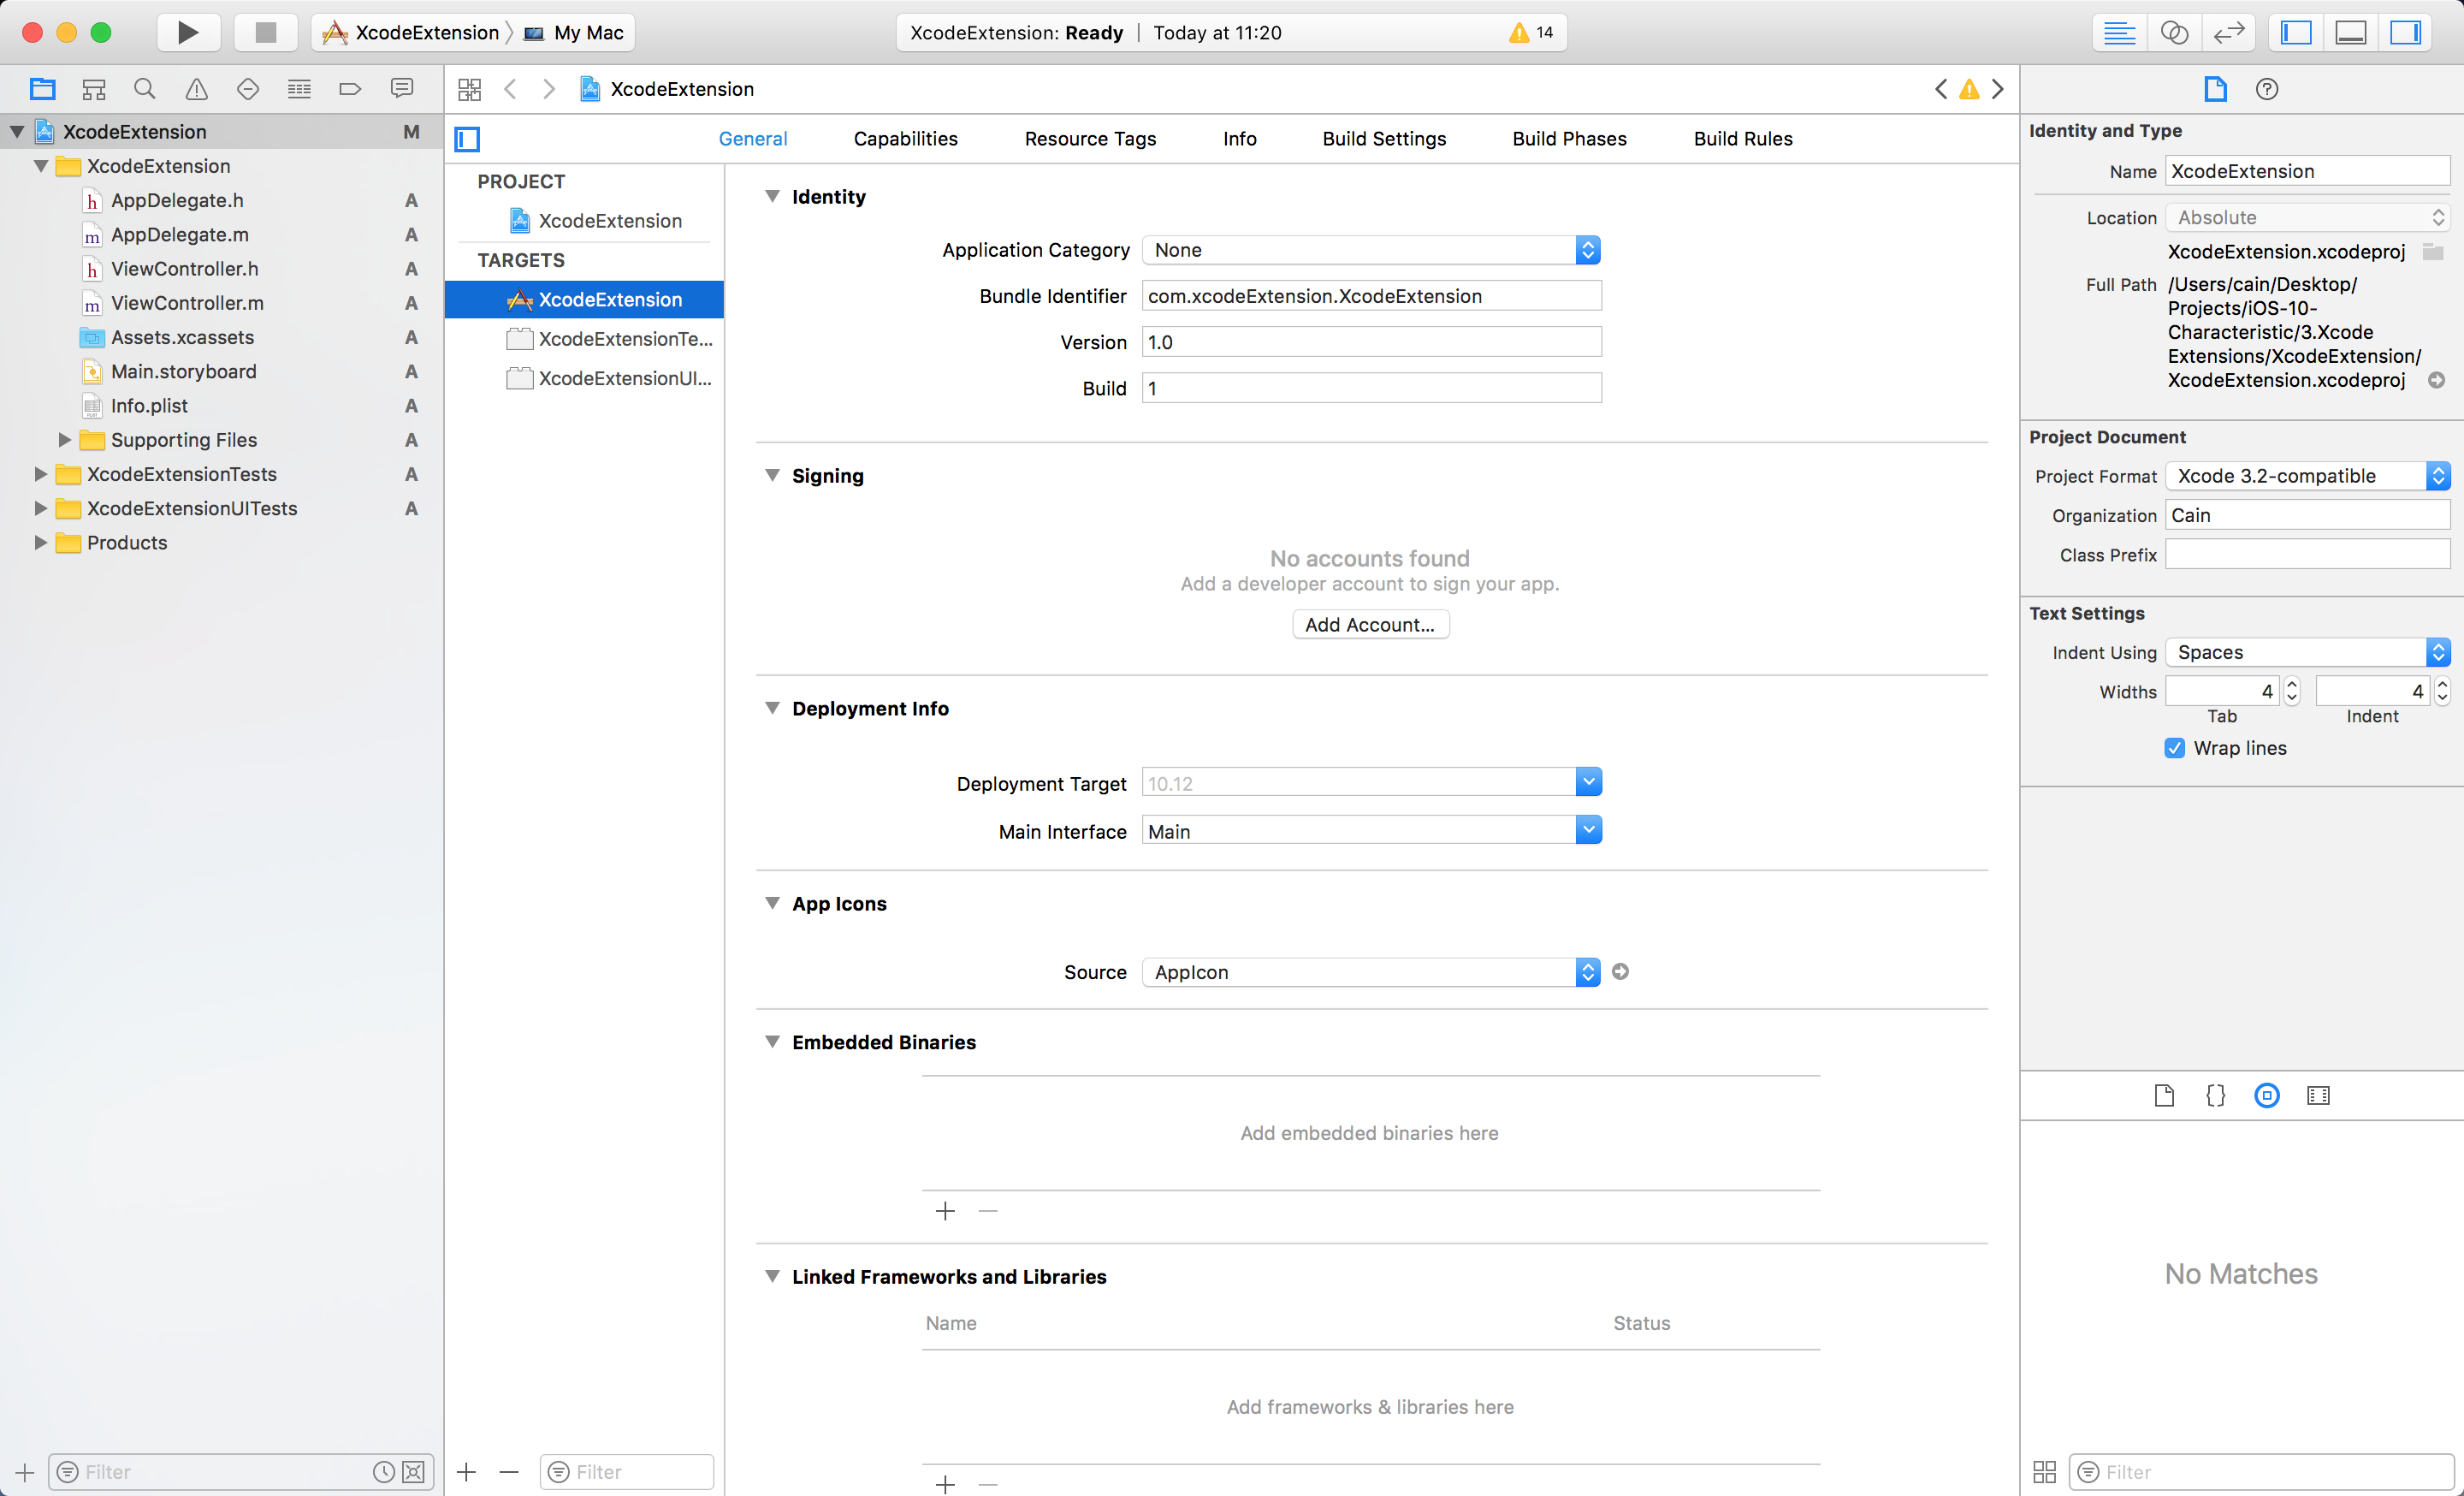 XcodeExtension My Mac
XcodeExtension: Ready | Today at 11:20
14
XcodeExtension M
XcodeExtension
h AppDelegate.h A
m AppDelegate.m A
h ViewController.h A
m ViewController.m A
Assets.xcassets A
Main.storyboard A
Info.plist A
Supporting Files A
XcodeExtensionTests A
XcodeExtensionUITests A
Products
Filter
XcodeExtension
General Capabilities Resource Tags Info Build Settings Build Phases Build Rules
PROJECT
XcodeExtension
TARGETS
XcodeExtension
XcodeExtensionTe...
XcodeExtensionUI...
Filter
Identity
Application Category None
Bundle Identifier com.xcodeExtension.XcodeExtension
Version 1.0
Build 1
Signing
No accounts found
Add a developer account to sign your app.
Add Account...
Deployment Info
Deployment Target 10.12
Main Interface Main
App Icons
Source AppIcon
Embedded Binaries
Add embedded binaries here
Linked Frameworks and Libraries
Name Status
Add frameworks & libraries here
Identity and Type
Name XcodeExtension
Location Absolute
XcodeExtension.xcodeproj
Full Path /Users/cain/Desktop/
Projects/iOS-10-
Characteristic/3.Xcode
Extensions/XcodeExtension/
XcodeExtension.xcodeproj
Project Document
Project Format Xcode 3.2-compatible
Organization Cain
Class Prefix
Text Settings
Indent Using Spaces
Widths 4 4
Tab Indent
Wrap lines
{}
No Matches
Filter